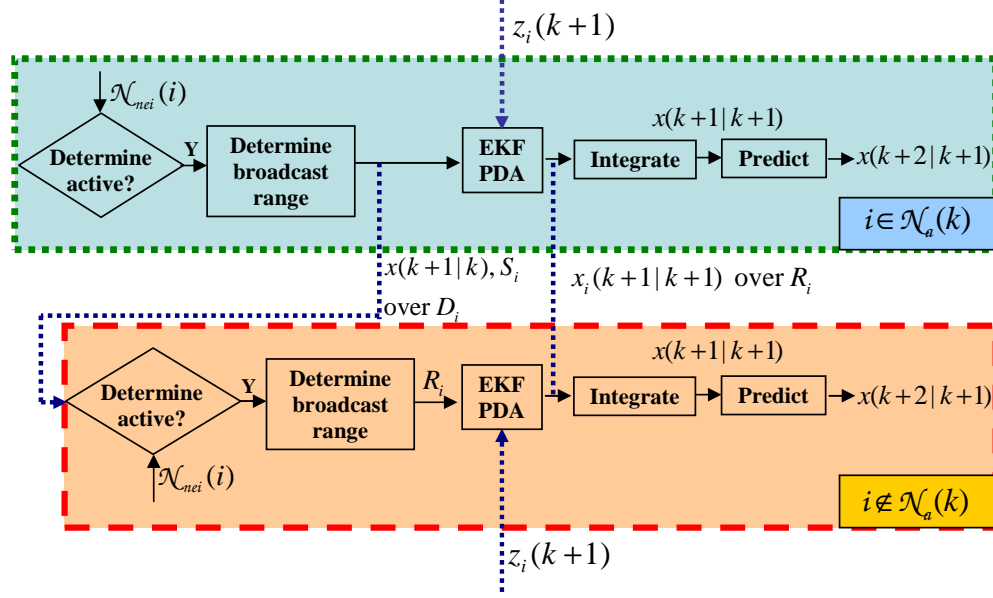 z_i(k+1)
𝒩_nei(i)
Determine
active?
Y
Determine
broadcast
range
EKF
PDA
x(k+1|k+1)
Integrate
Predict
x(k+2|k+1)
i ∈ 𝒩_a(k)
x(k+1|k), S_i
over D_i
x_i(k+1|k+1) over R_i
Determine
active?
Y
Determine
broadcast
range
R_i
EKF
PDA
x(k+1|k+1)
Integrate
Predict
x(k+2|k+1)
𝒩_nei(i)
i ∉ 𝒩_a(k)
z_i(k+1)